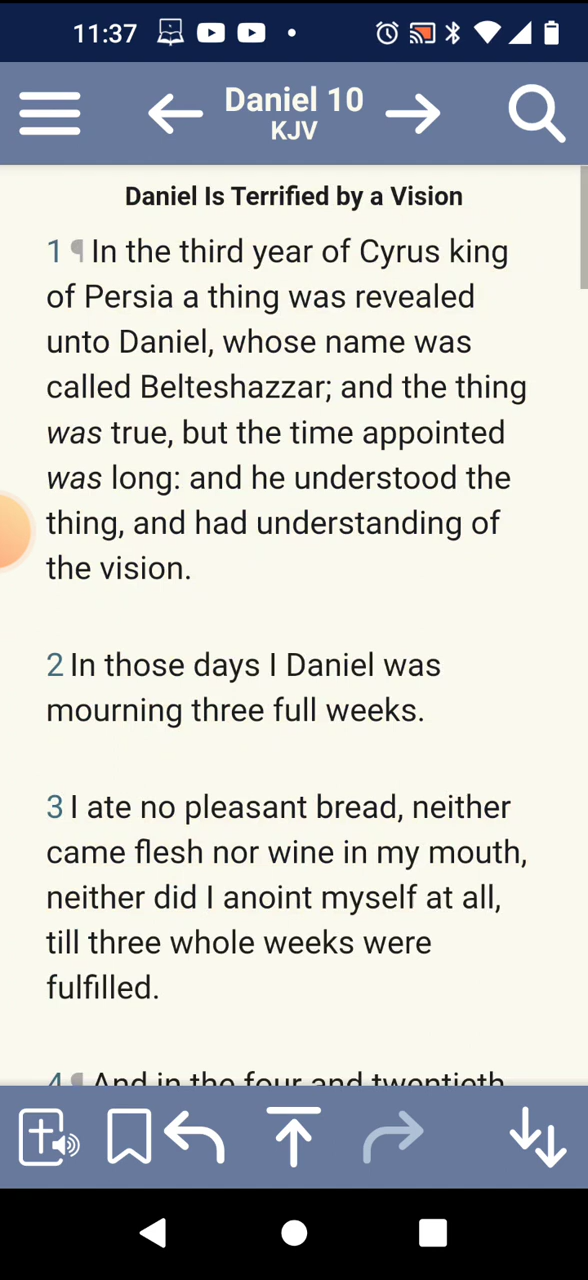 11:37
Daniel 10
KJV
Daniel Is Terrified by a Vision
1 ¶ In the third year of Cyrus king
of Persia a thing was revealed
unto Daniel, whose name was
called Belteshazzar; and the thing
was true, but the time appointed
was long: and he understood the
thing, and had understanding of
the vision.
2 In those days I Daniel was
mourning three full weeks.
3 I ate no pleasant bread, neither
came flesh nor wine in my mouth,
neither did I anoint myself at all,
till three whole weeks were
fulfilled.
4 ¶ And in the four and twentieth